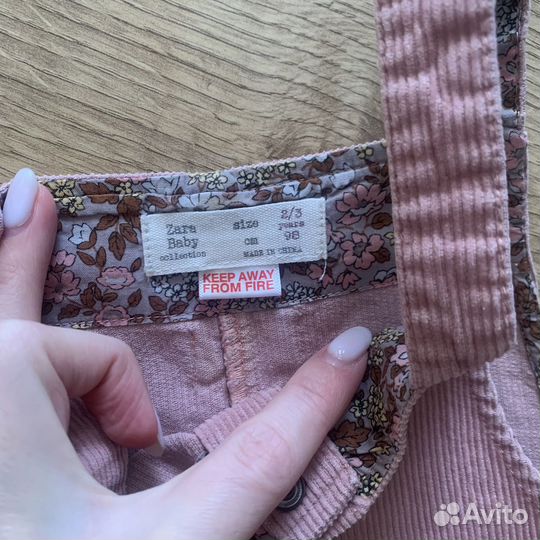 Zara size 2/3
years
Baby cm 98
collection MADE IN CHINA
KEEP AWAY
FROM FIRE
Avito